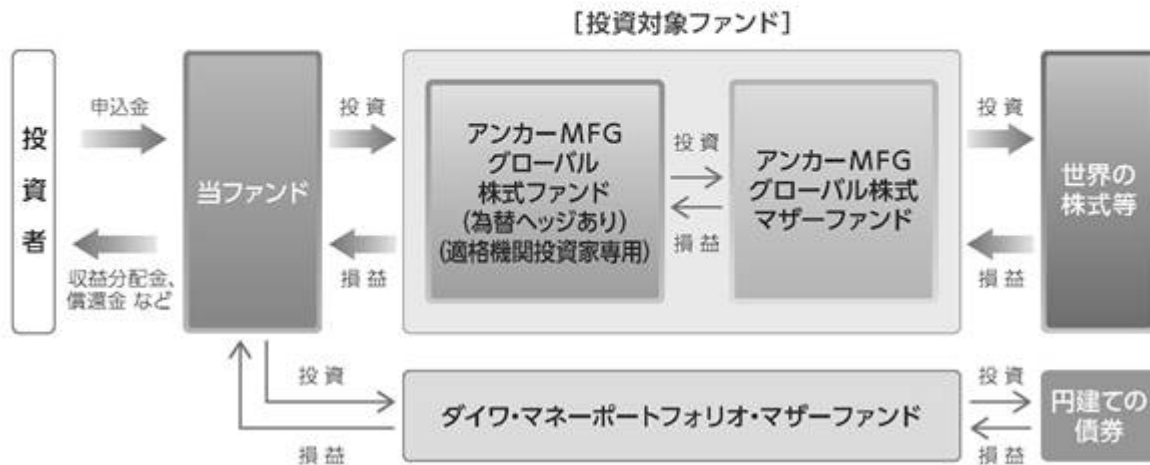 [投資対象ファンド]
投資者
申込金
収益分配金、
償還金 など
当ファンド
投資
損益
アンカーMFG
グローバル
株式ファンド
(為替ヘッジあり)
(適格機関投資家専用)
投資
損益
アンカーMFG
グローバル株式
マザーファンド
投資
損益
世界の
株式等
投資
損益
ダイワ・マネーポートフォリオ・マザーファンド
投資
損益
円建ての
債券